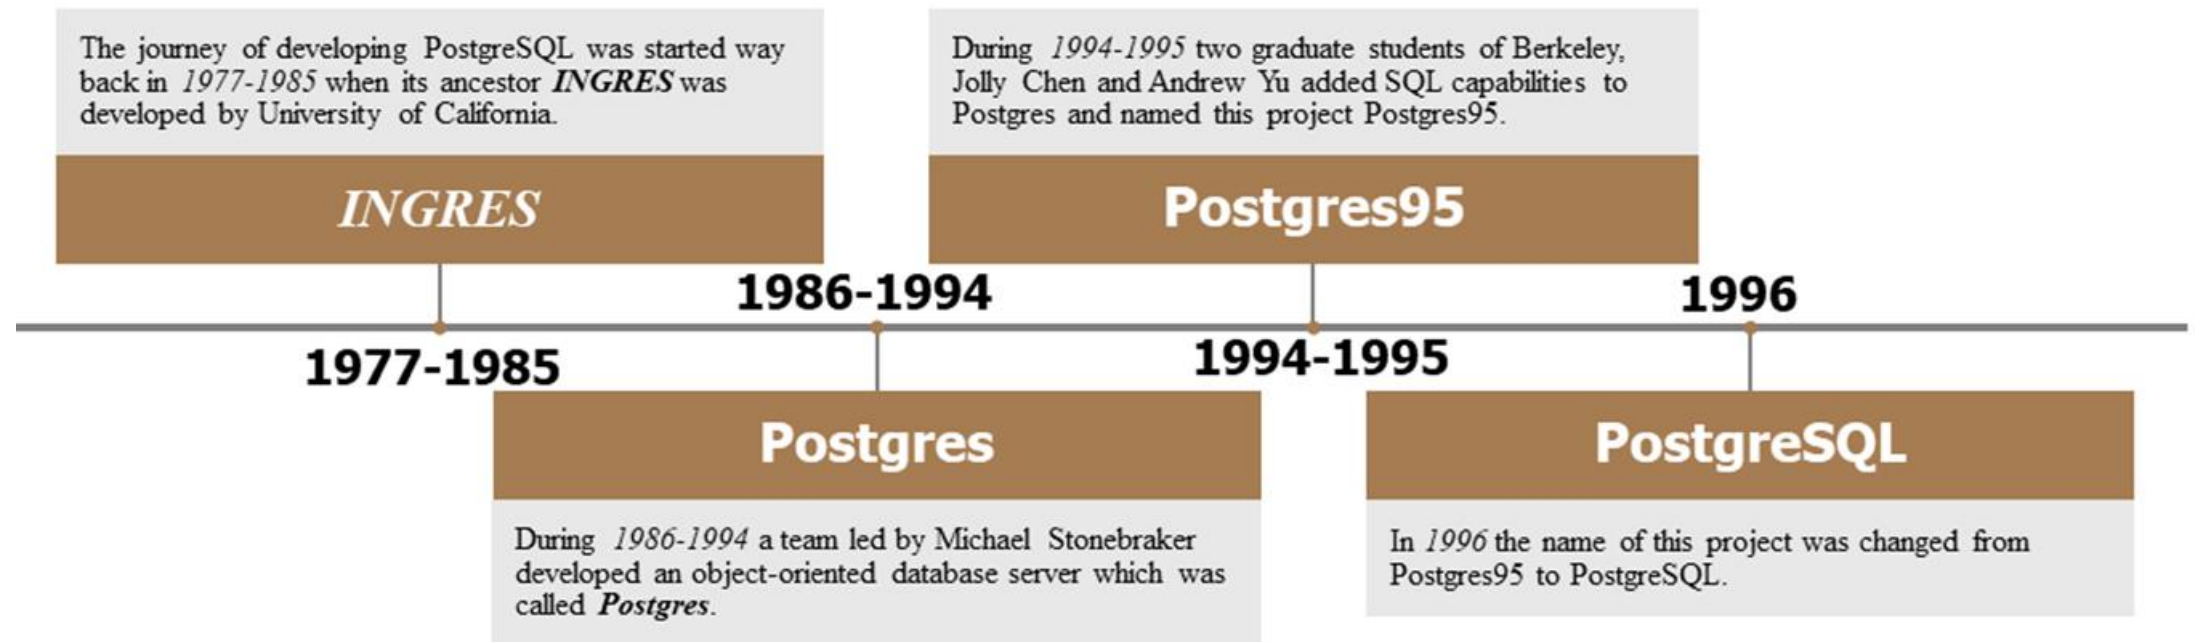 The journey of developing PostgreSQL was started way
back in 1977-1985 when its ancestor INGRES was
developed by University of California.
INGRES
1977-1985
1986-1994
Postgres
During 1986-1994 a team led by Michael Stonebraker
developed an object-oriented database server which was
called Postgres.
During 1994-1995 two graduate students of Berkeley,
Jolly Chen and Andrew Yu added SQL capabilities to
Postgres and named this project Postgres95.
Postgres95
1994-1995
1996
PostgreSQL
In 1996 the name of this project was changed from
Postgres95 to PostgreSQL.